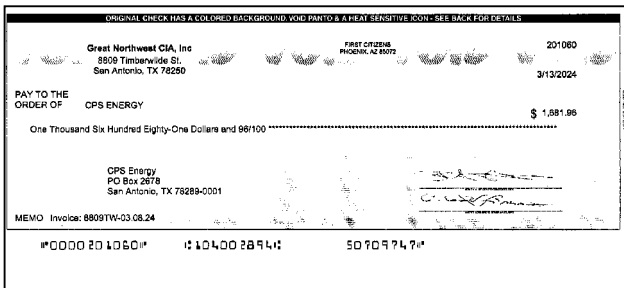 ORIGINAL CHECK HAS A COLORED BACKGROUND, VOID PANTO & A HEAT SENSITIVE ICON - SEE BACK FOR DETAILS
Great Northwest CIA, Inc
8809 Timberwilde St.
San Antonio, TX 78250
FIRST CITIZENS
PHOENIX, AZ 85072
201060
3/13/2024
PAY TO THE
ORDER OF CPS ENERGY
$ 1,681.96
One Thousand Six Hundred Eighty-One Dollars and 96/100 ****************************************
CPS Energy
PO Box 2678
San Antonio, TX 78289-0001
MEMO Invoice: 8809TW-03.08.24
⑈0000201060⑈ ⑆104002894⑆ 50709747⑈